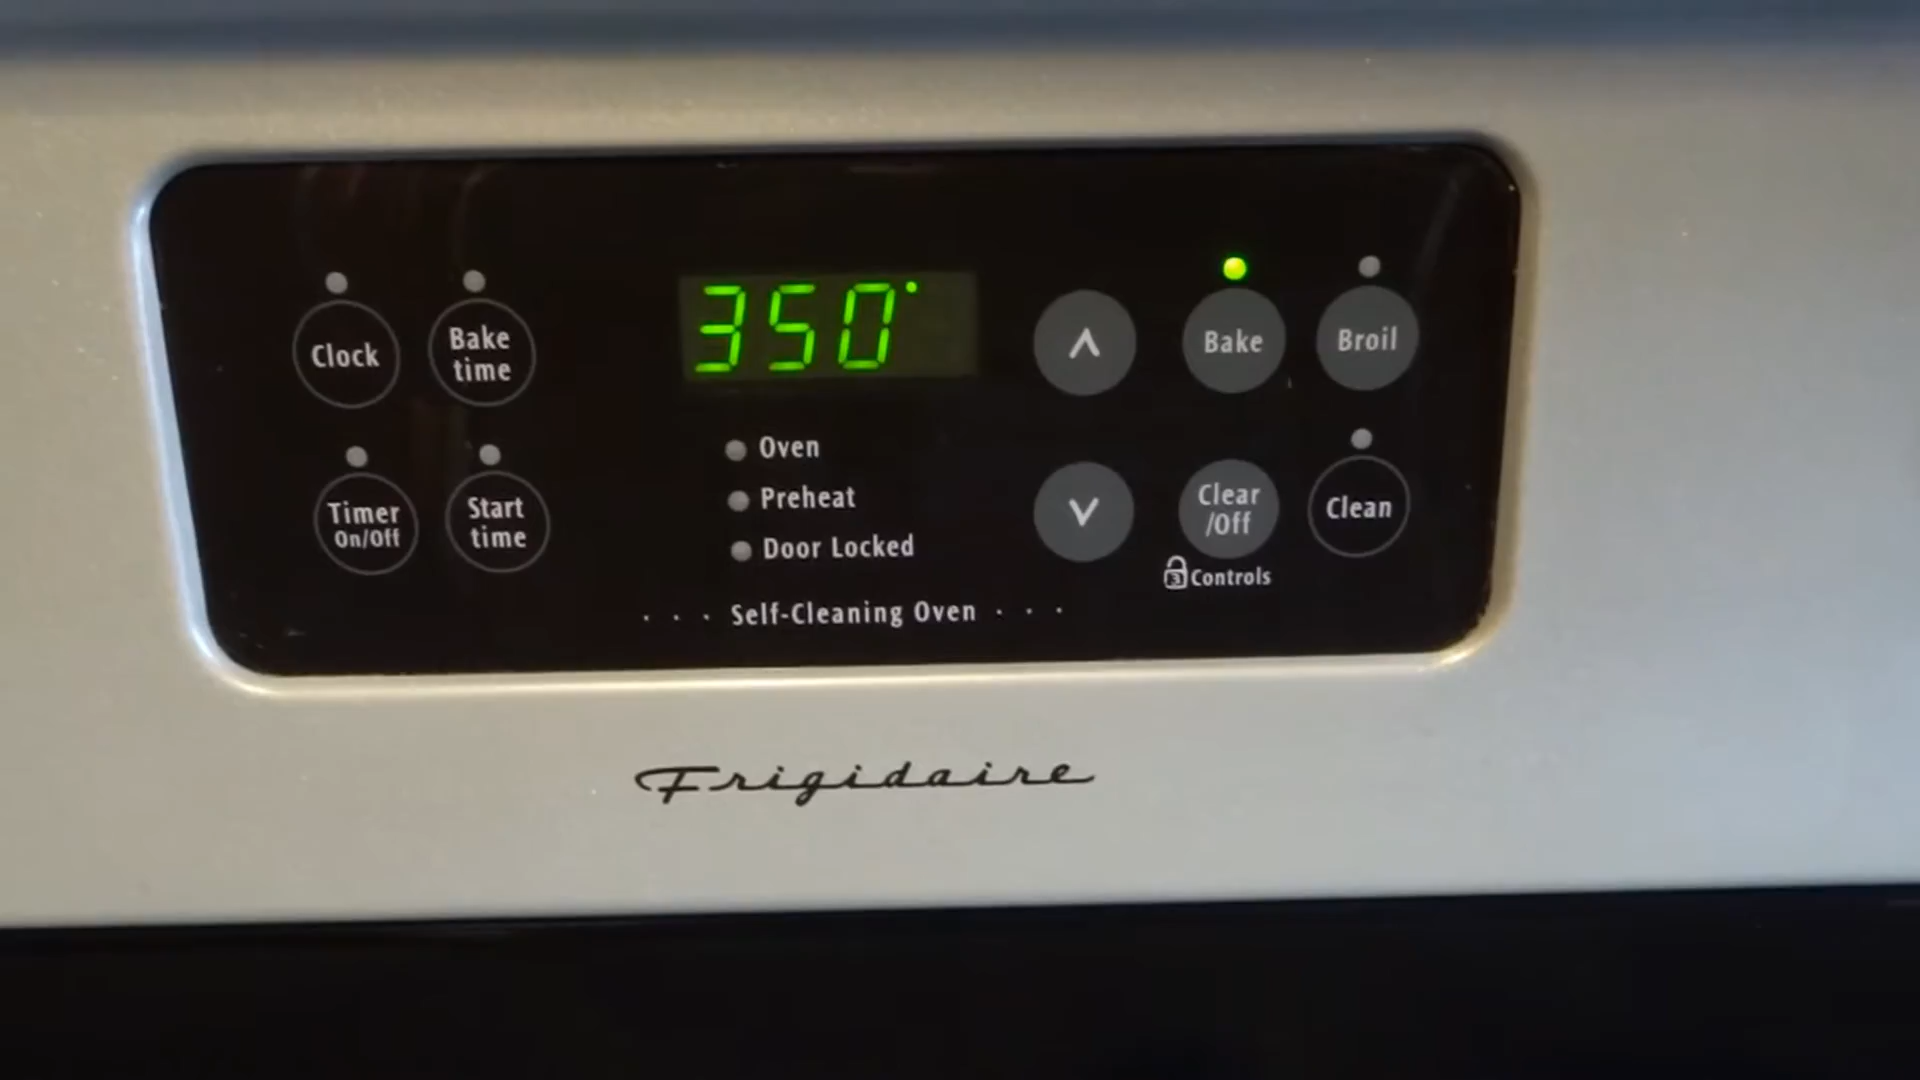 Clock
Bake
time
350°
Bake
Broil
Timer
On/Off
Start
time
Oven
Preheat
Door Locked
Clear
/Off
Clean
3 Controls
· · · Self-Cleaning Oven · · ·
Frigidaire